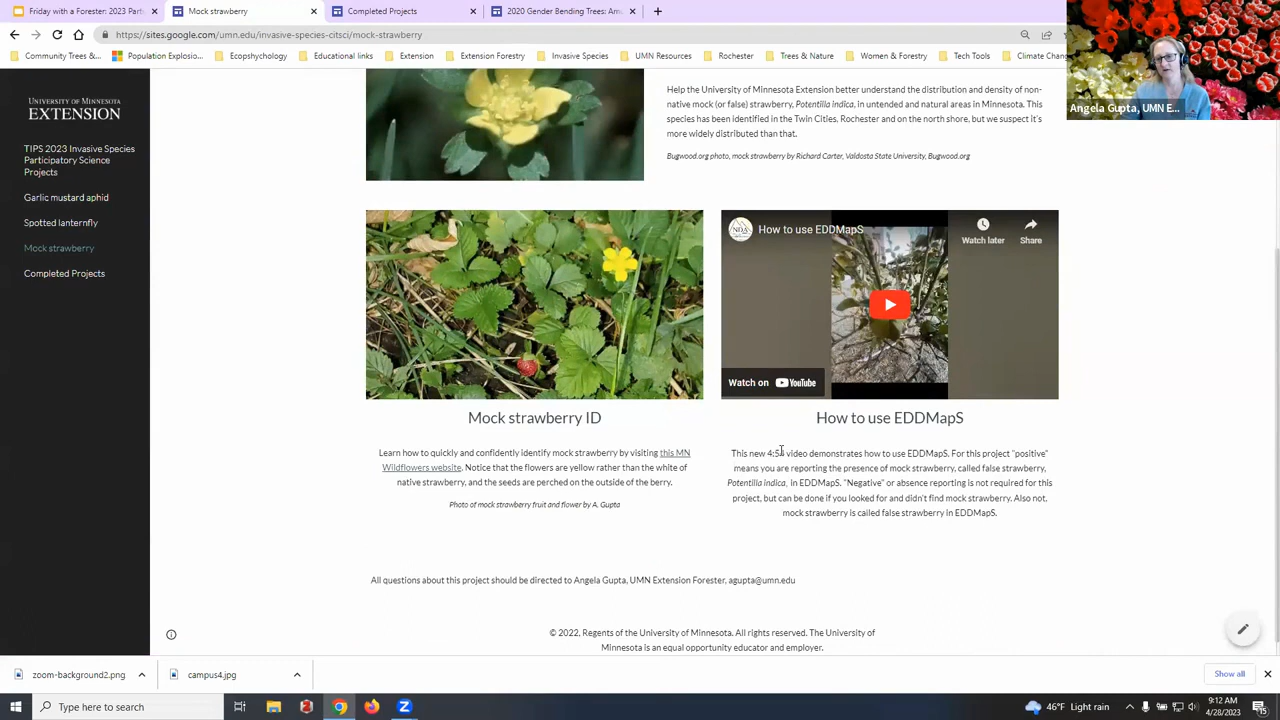 Friday with a Forester: 2023 Parti
Mock strawberry
Completed Projects
2020 Gender Bending Trees: Am
https://sites.google.com/umn.edu/invasive-species-citsci/mock-strawberry
Community Trees
Population Explosio...
Ecopsychology
Educational links
Extension
Extension Forestry
Invasive Species
UMN Resources
Rochester
Trees & Nature
Women & Forestry
Tech Tools
Climate Chang
Angela Gupta, UMN E...
UNIVERSITY OF MINNESOTA
EXTENSION
TIPS 2023 Invasive Species
Participatory Science
Projects
Garlic mustard aphid
Spotted lanternfly
Mock strawberry
Completed Projects
Help the University of Minnesota Extension better understand the distribution and density of non-
native mock (or false) strawberry, Potentilla indica, in untended and natural areas in Minnesota. This
species has been identified in the Twin Cities, Rochester and on the north shore, but we suspect it's
more widely distributed than that.
Bugwood.org photo, mock strawberry by Richard Carter, Valdosta State University, Bugwood.org
How to use EDDMapS
Watch later
Share
Watch on YouTube
Mock strawberry ID
Learn how to quickly and confidently identify mock strawberry by visiting this MN
Wildflowers website. Notice that the flowers are yellow rather than the white of
native strawberry, and the seeds are perched on the outside of the berry.
Photo of mock strawberry fruit and flower by A. Gupta
How to use EDDMapS
This new video demonstrates how to use EDDMapS. For this project "positive"
means you are reporting the presence of mock strawberry, called false strawberry,
Potentilla indica, in EDDMapS. "Negative" or absence reporting is not required for this
project, but can be done if you looked for and didn't find mock strawberry. Also not,
mock strawberry is called false strawberry in EDDMapS.
All questions about this project should be directed to Angela Gupta, UMN Extension Forester, agupta@umn.edu
© 2022, Regents of the University of Minnesota. All rights reserved. The University of
Minnesota is an equal opportunity educator and employer.
zoom-background2.png
campus4.jpg
Show all
Type here to search
46°F Light rain
9:12 AM
4/28/2023